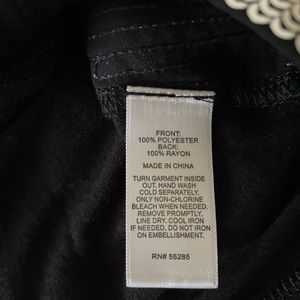 FRONT:
100% POLYESTER
BACK:
100% RAYON
MADE IN CHINA
TURN GARMENT INSIDE
OUT. HAND WASH
COLD SEPARATELY.
ONLY NON-CHLORINE
BLEACH WHEN NEEDED.
REMOVE PROMPTLY.
LINE DRY. COOL IRON
IF NEEDED. DO NOT IRON
ON EMBELLISHMENT.
RN# 55285